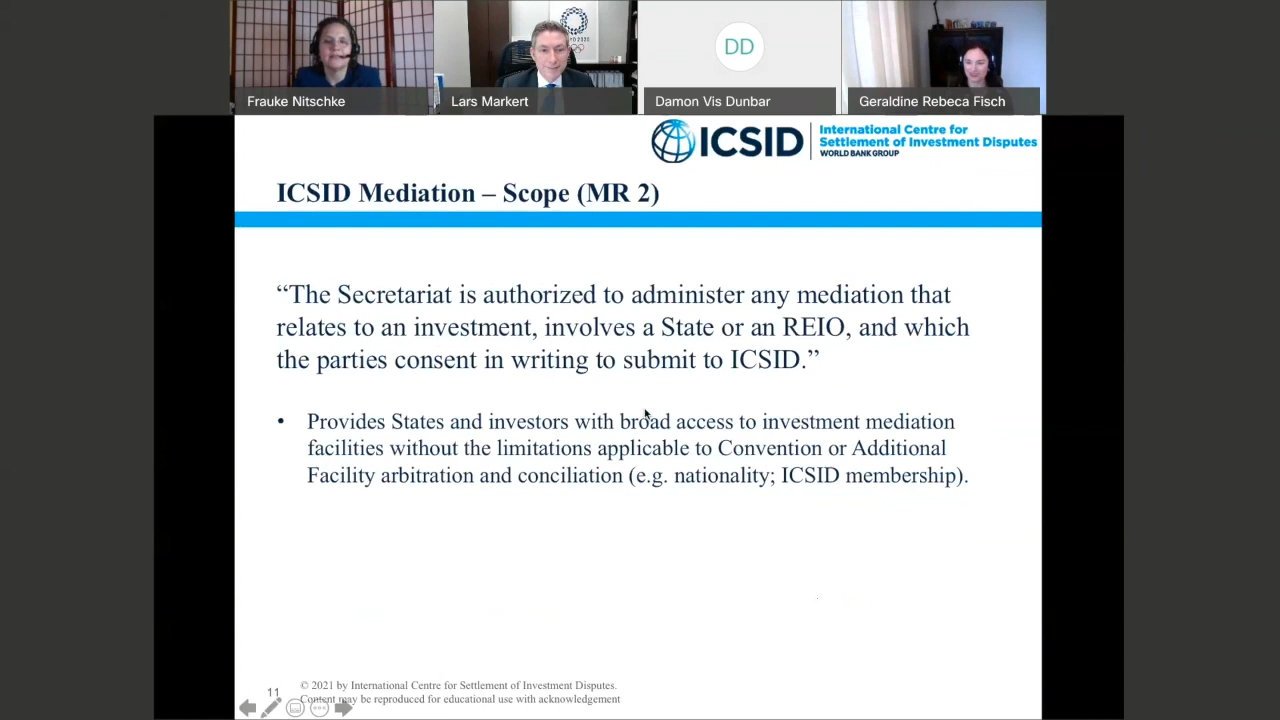 Frauke Nitschke
Lars Markert
DD
Damon Vis Dunbar
Geraldine Rebeca Fisch
ICSID
International Centre for
Settlement of Investment Disputes
WORLD BANK GROUP
ICSID Mediation – Scope (MR 2)
“The Secretariat is authorized to administer any mediation that
relates to an investment, involves a State or an REIO, and which
the parties consent in writing to submit to ICSID.”
• Provides States and investors with broad access to investment mediation
facilities without the limitations applicable to Convention or Additional
Facility arbitration and conciliation (e.g. nationality; ICSID membership).
11
© 2021 by International Centre for Settlement of Investment Disputes.
Content may be reproduced for educational use with acknowledgement